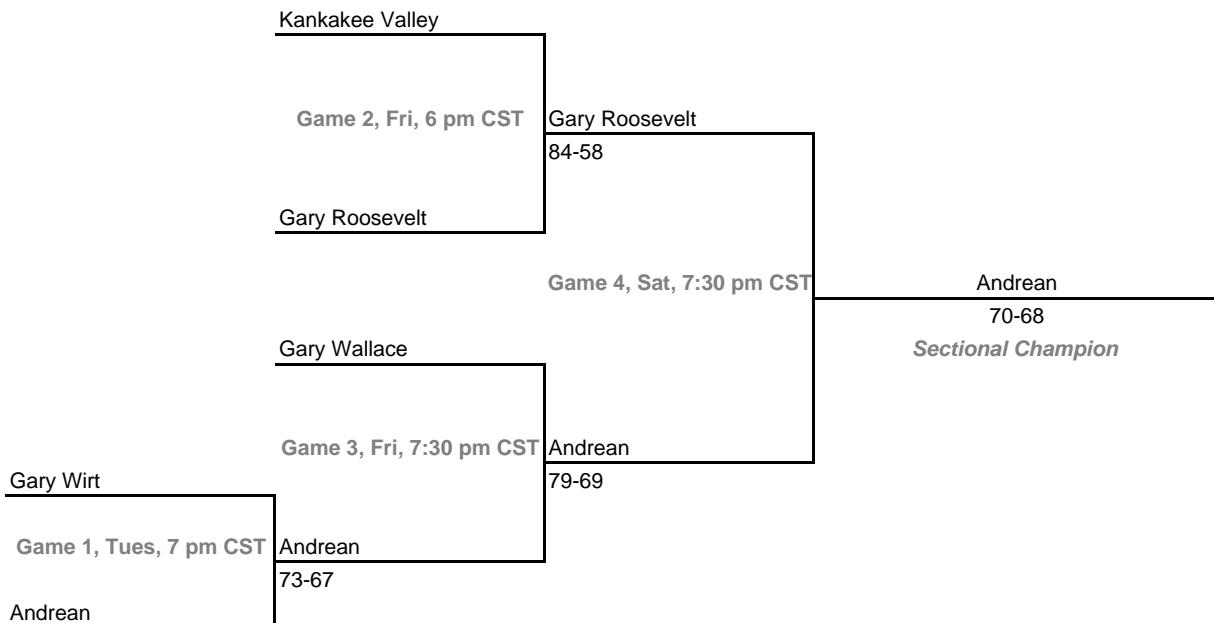 Kankakee Valley
Game 2, Fri, 6 pm CST
Gary Roosevelt
84-58
Gary Roosevelt
Game 4, Sat, 7:30 pm CST
Andrean
70-68
Sectional Champion
Gary Wallace
Game 3, Fri, 7:30 pm CST
Andrean
79-69
Gary Wirt
Game 1, Tues, 7 pm CST
Andrean
73-67
Andrean